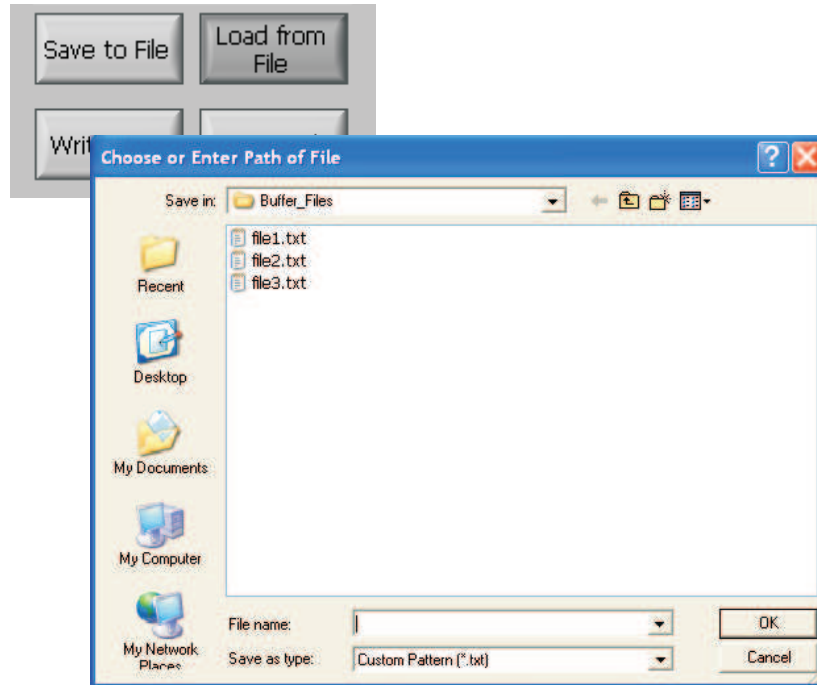 Save to File
Load from
File
Writ
Choose or Enter Path of File
Save in: Buffer_Files
file1.txt
file2.txt
file3.txt
Recent
Desktop
My Documents
My Computer
My Network
Places
File name:
OK
Save as type: Custom Pattern (*.txt)
Cancel